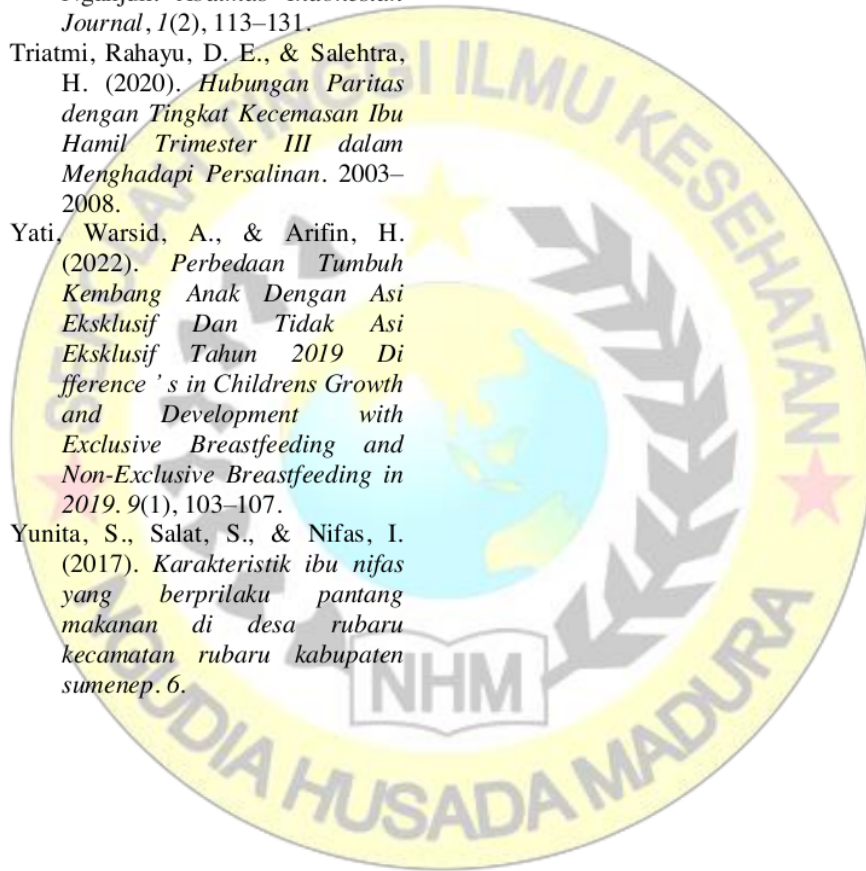 Journal, 1(2), 113–131.
Triatmi, Rahayu, D. E., & Salehtra,
H. (2020). Hubungan Paritas
dengan Tingkat Kecemasan Ibu
Hamil Trimester III dalam
Menghadapi Persalinan. 2003–
2008.
Yati, Warsid, A., & Arifin, H.
(2022). Perbedaan Tumbuh
Kembang Anak Dengan Asi
Eksklusif Dan Tidak Asi
Eksklusif Tahun 2019 Di
fference ’ s in Childrens Growth
and Development with
Exclusive Breastfeeding and
Non-Exclusive Breastfeeding in
2019. 9(1), 103–107.
Yunita, S., Salat, S., & Nifas, I.
(2017). Karakteristik ibu nifas
yang berprilaku pantang
makanan di desa rubaru
kecamatan rubaru kabupaten
sumenep. 6.
SEKOLAH TINGGI ILMU KESEHATAN
NHM
NGUDIA HUSADA MADURA